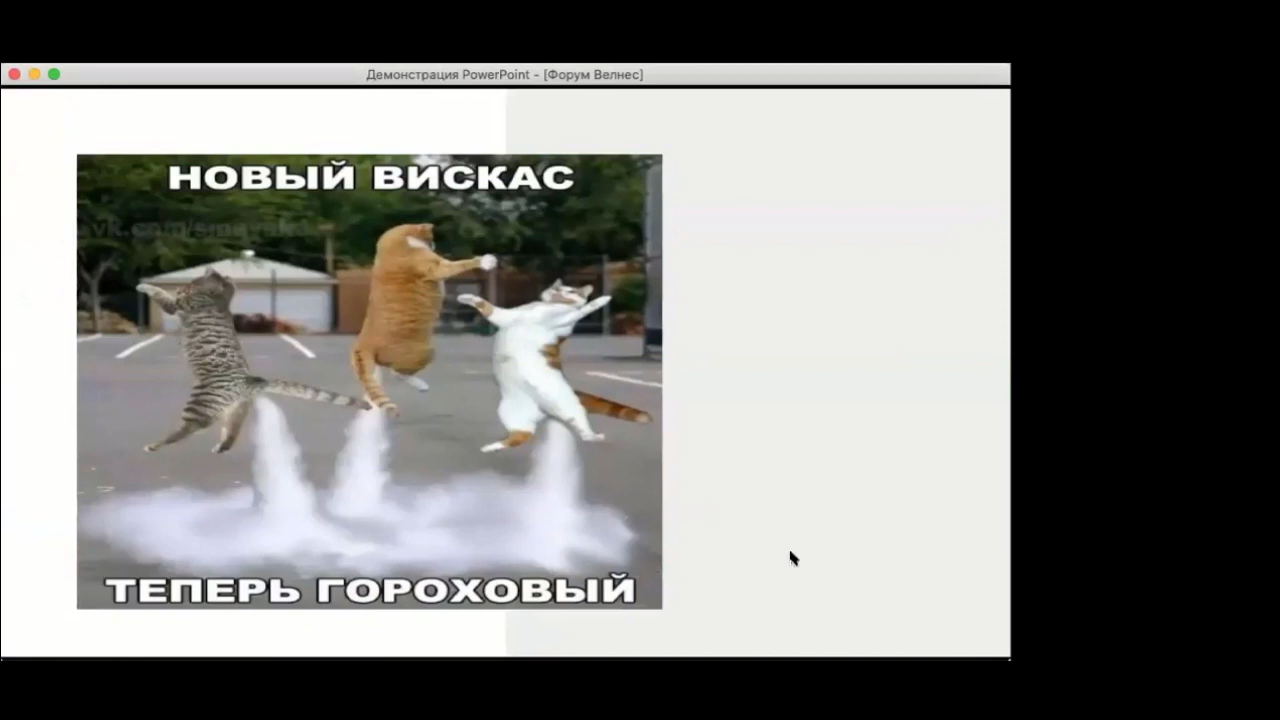 Демонстрация PowerPoint - [Форум Велнес]
НОВЫЙ ВИСКАС
ТЕПЕРЬ ГОРОХОВЫЙ